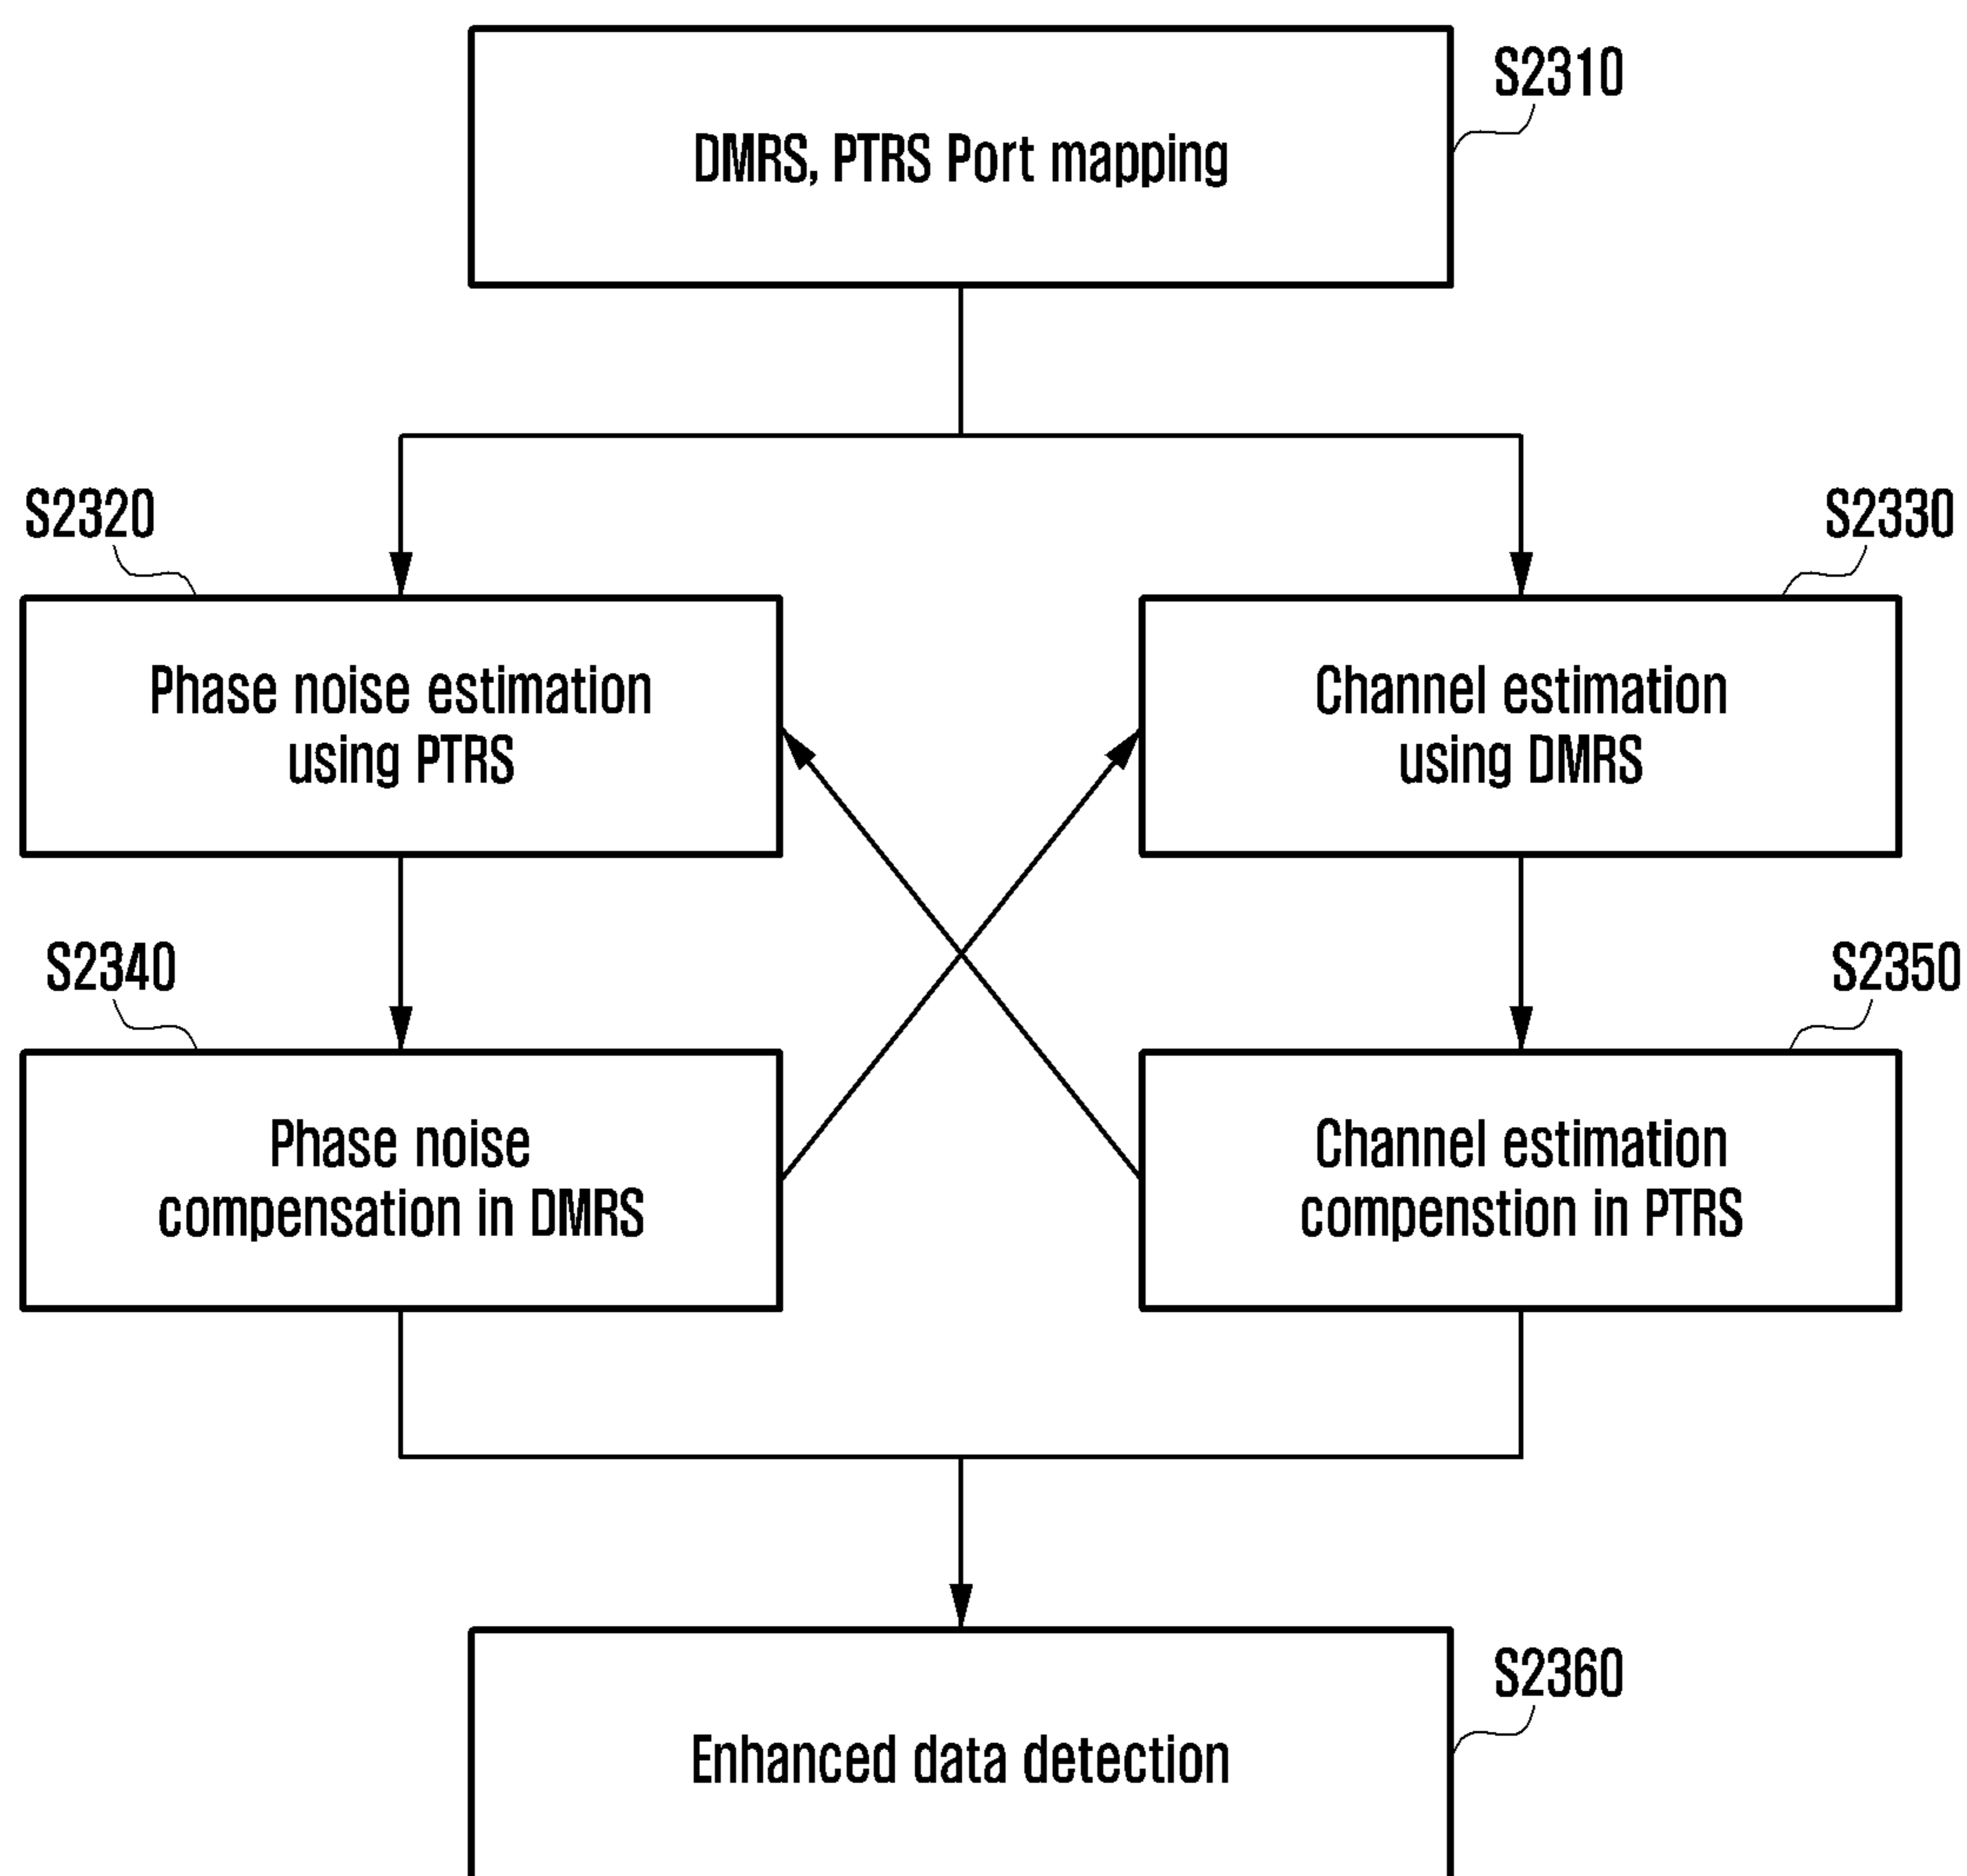 S2310
DMRS, PTRS Port mapping
S2320
S2330
Phase noise estimation
using PTRS
Channel estimation
using DMRS
S2340
S2350
Phase noise
compensation in DMRS
Channel estimation
compenstion in PTRS
S2360
Enhanced data detection